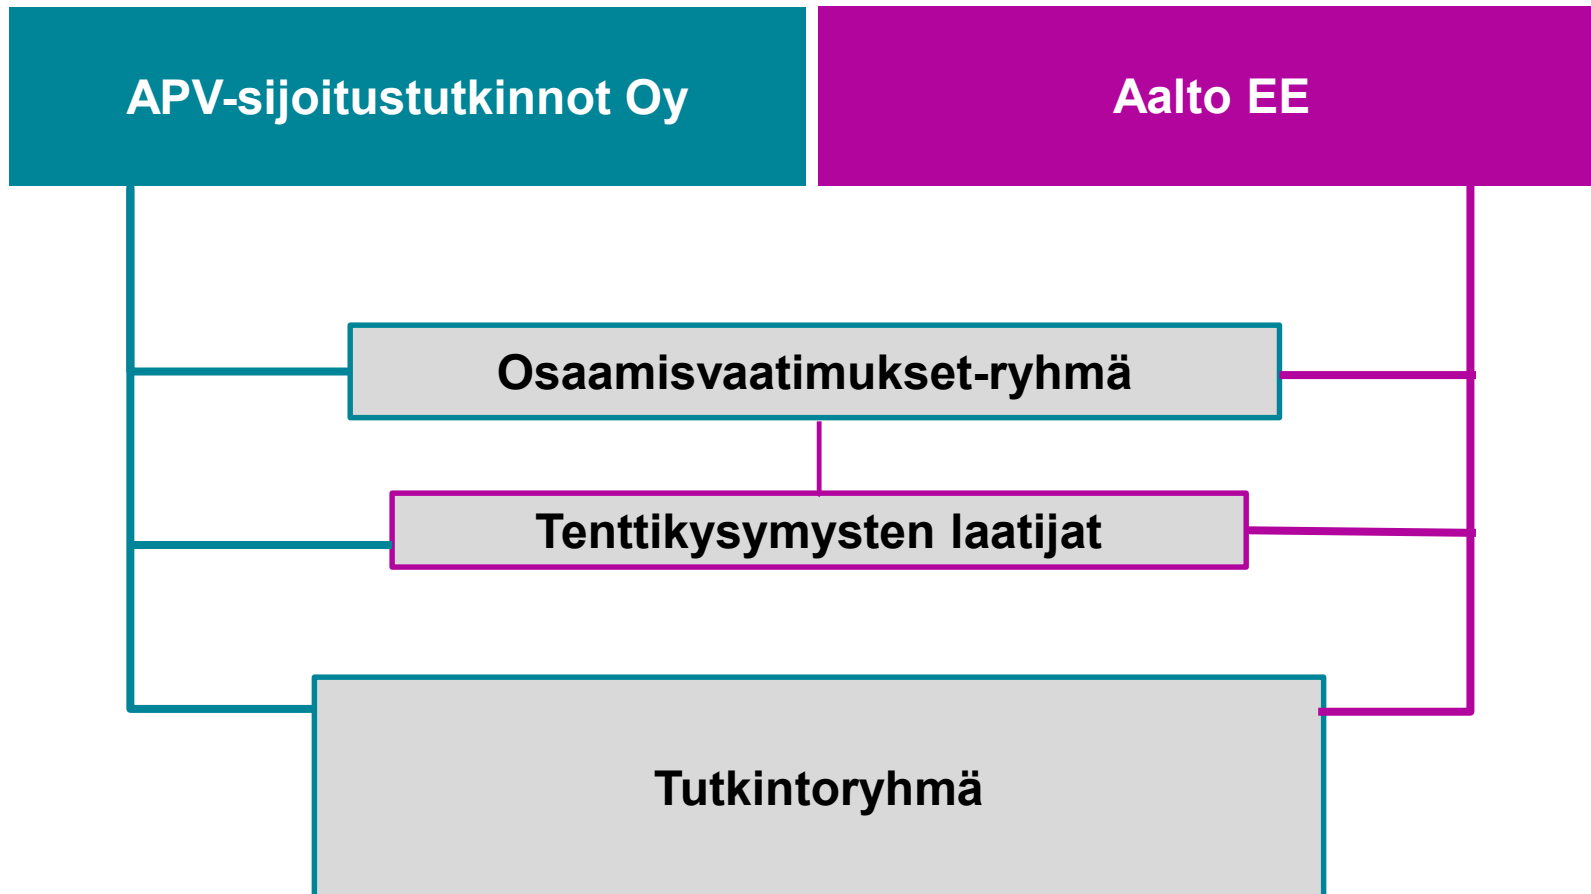 APV-sijoitustutkinnot Oy
Aalto EE
Osaamisvaatimukset-ryhmä
Tenttikysymysten laatijat
Tutkintoryhmä